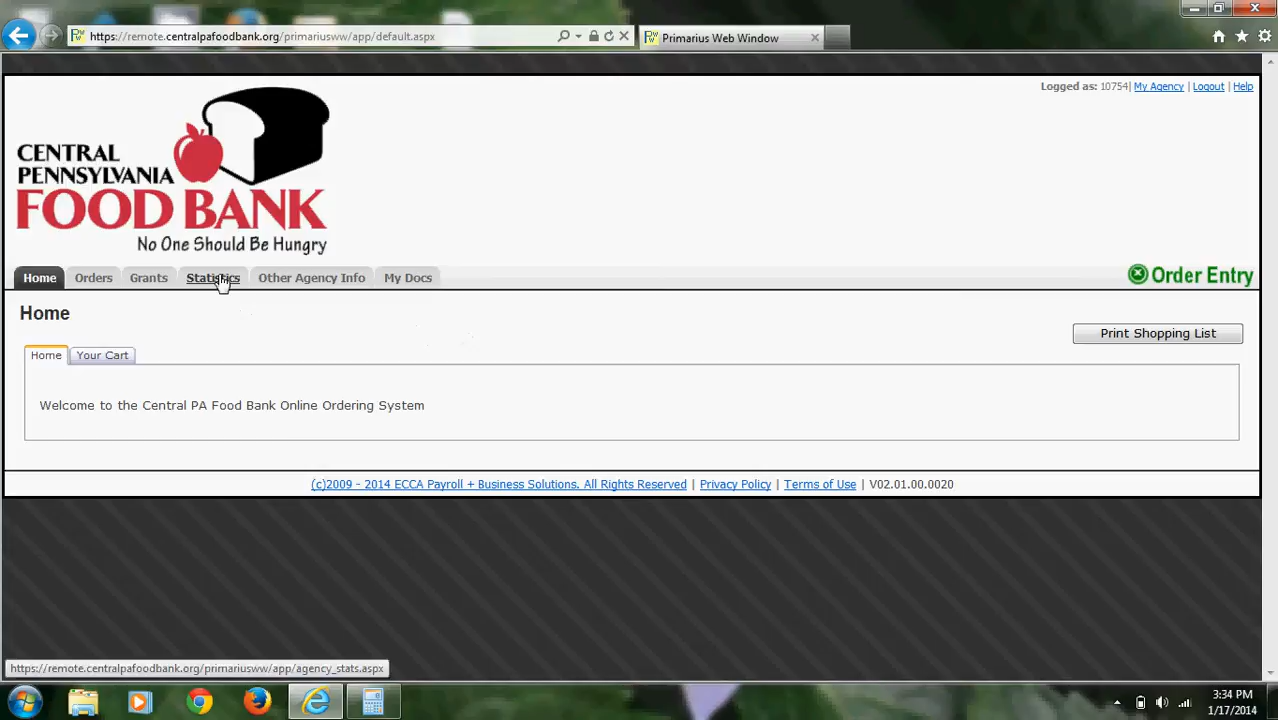 https://remote.centralpafoodbank.org/primariusww/app/default.aspx
Primarius Web Window
Logged as: 10754| My Agency | Logout | Help
CENTRAL
PENNSYLVANIA
FOOD BANK
No One Should Be Hungry
Home Orders Grants Statistics Other Agency Info My Docs
Order Entry
Home
Print Shopping List
Home Your Cart
Welcome to the Central PA Food Bank Online Ordering System
(c)2009 - 2014 ECCA Payroll + Business Solutions. All Rights Reserved | Privacy Policy | Terms of Use | V02.01.00.0020
https://remote.centralpafoodbank.org/primariusww/app/agency_stats.aspx
3:34 PM
1/17/2014